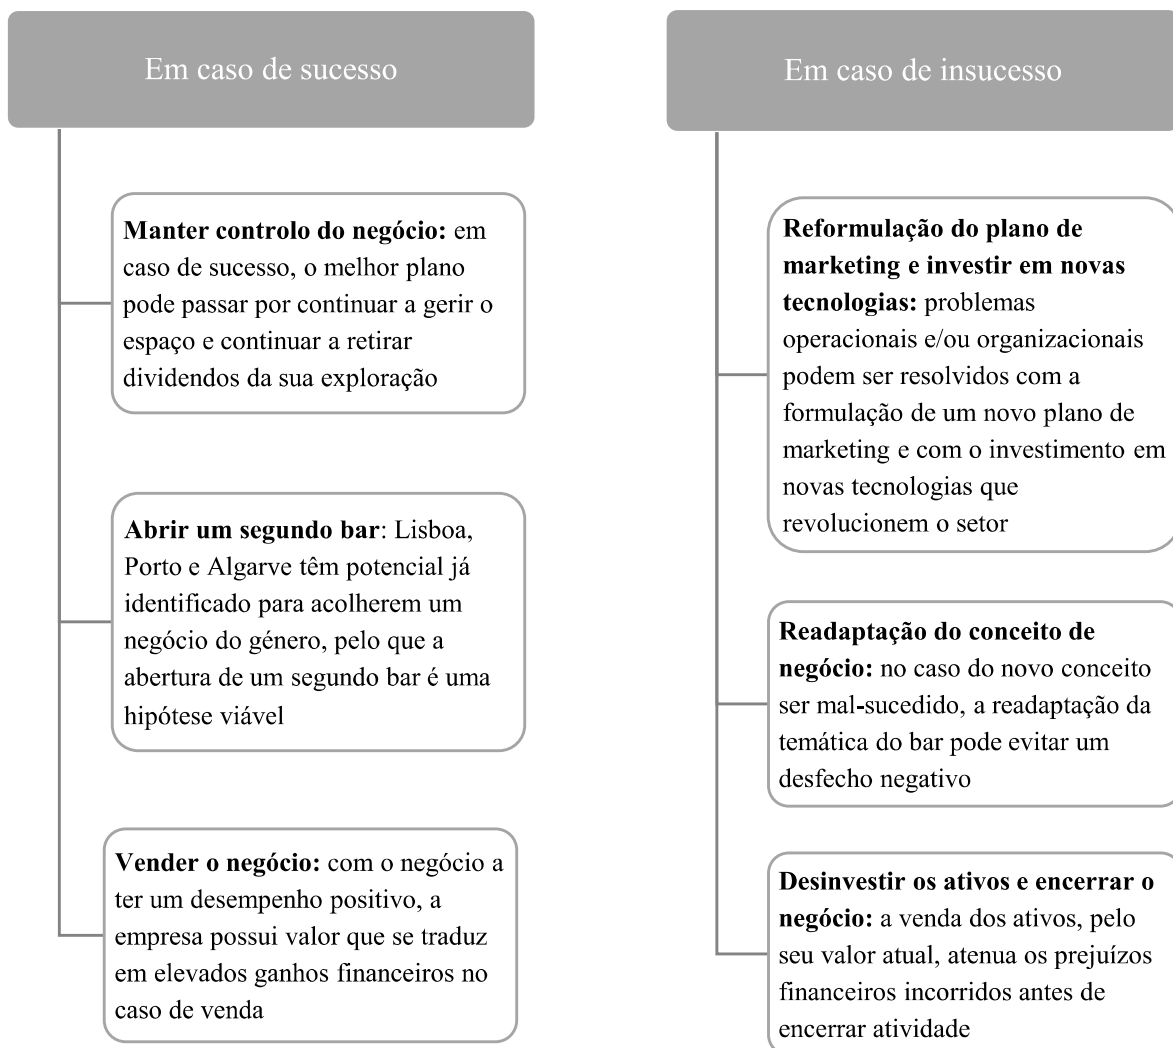 Em caso de sucesso
Manter controlo do negócio: em
caso de sucesso, o melhor plano
pode passar por continuar a gerir o
espaço e continuar a retirar
dividendos da sua exploração
Abrir um segundo bar: Lisboa,
Porto e Algarve têm potencial já
identificado para acolherem um
negócio do género, pelo que a
abertura de um segundo bar é uma
hipótese viável
Vender o negócio: com o negócio a
ter um desempenho positivo, a
empresa possui valor que se traduz
em elevados ganhos financeiros no
caso de venda
Em caso de insucesso
Reformulação do plano de
marketing e investir em novas
tecnologias: problemas
operacionais e/ou organizacionais
podem ser resolvidos com a
formulação de um novo plano de
marketing e com o investimento em
novas tecnologias que
revolucionem o setor
Readaptação do conceito de
negócio: no caso do novo conceito
ser mal-sucedido, a readaptação da
temática do bar pode evitar um
desfecho negativo
Desinvestir os ativos e encerrar o
negócio: a venda dos ativos, pelo
seu valor atual, atenua os prejuízos
financeiros incorridos antes de
encerrar atividade